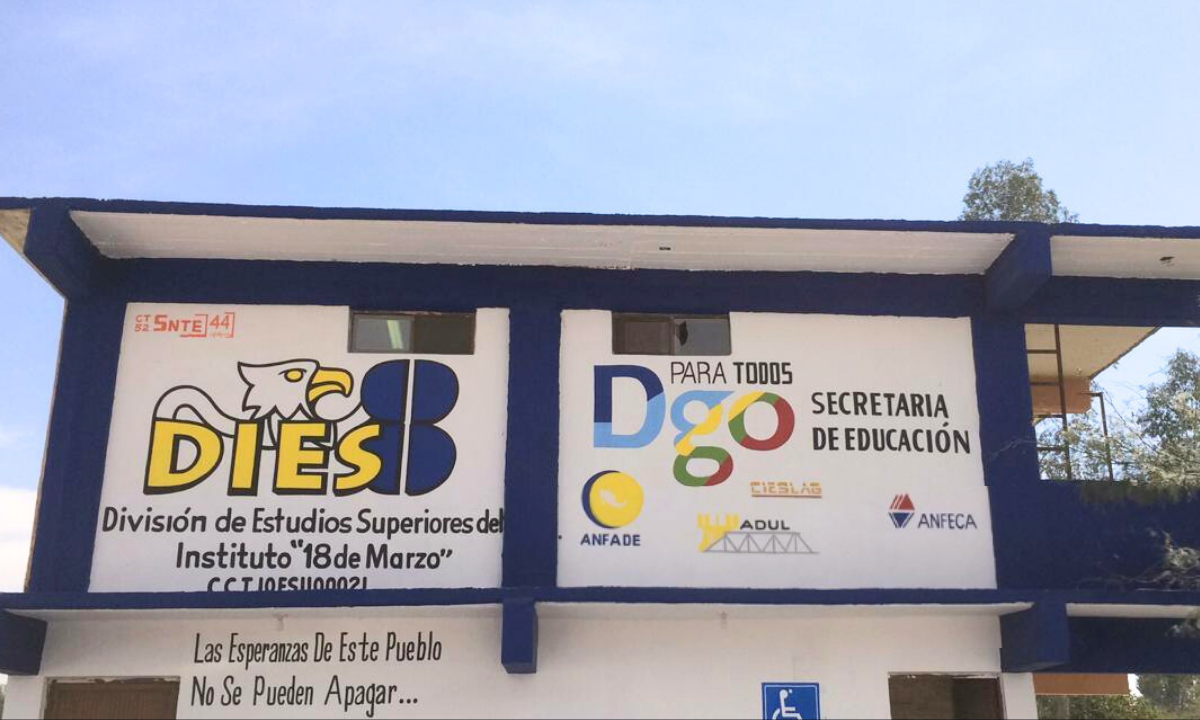 CT
52 SNTE 44
DIES 8
División de Estudios Superiores del
Instituto "18 de Marzo"
Las Esperanzas De Este Pueblo
No Se Pueden Apagar...
PARA TODOS
Dgo
SECRETARIA
DE EDUCACIÓN
CIESLAG
ANFADE
ADUL
ANFECA